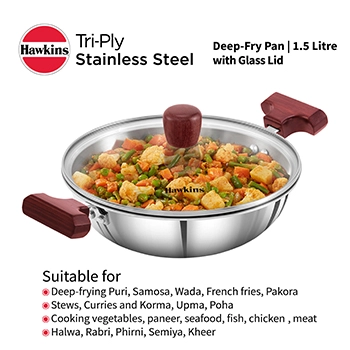 Hawkins
Tri-Ply
Stainless Steel
Deep-Fry Pan | 1.5 Litre
with Glass Lid
Hawkins
Suitable for
Deep-frying Puri, Samosa, Wada, French fries, Pakora
Stews, Curries and Korma, Upma, Poha
Cooking vegetables, paneer, seafood, fish, chicken , meat
Halwa, Rabri, Phirni, Semiya, Kheer